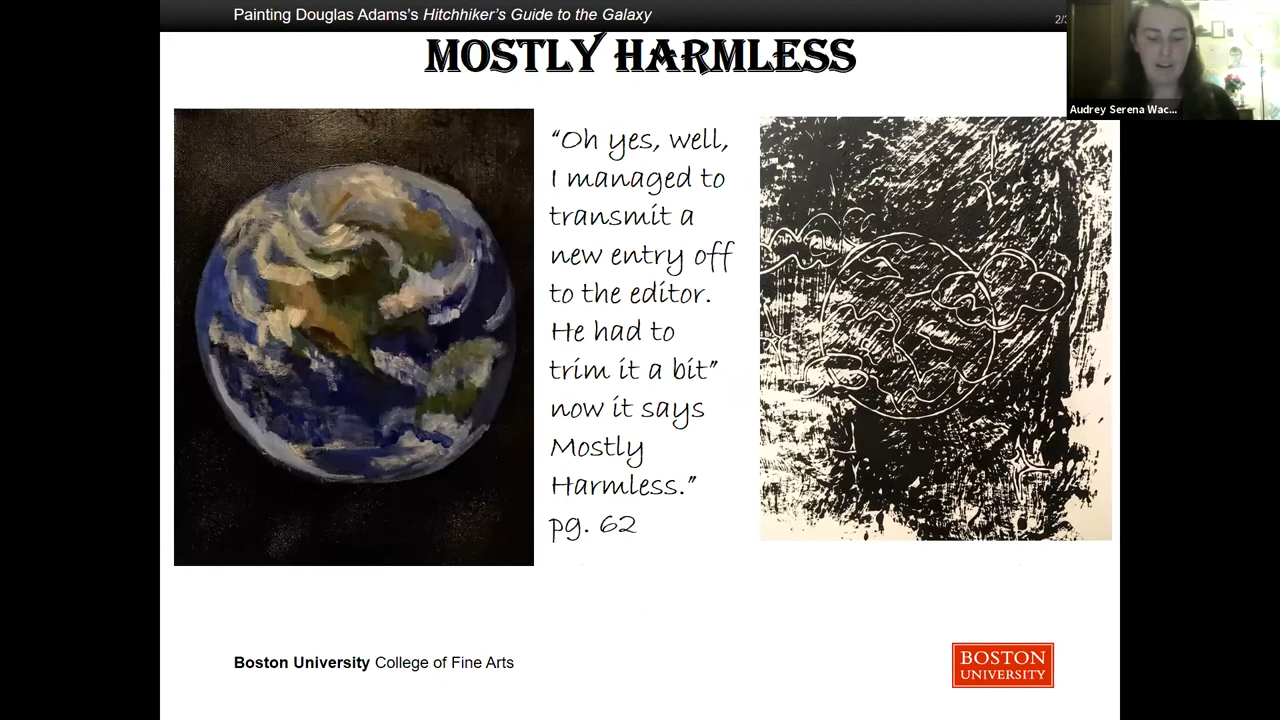 Painting Douglas Adams's Hitchhiker's Guide to the Galaxy
2/
MOSTLY HARMLESS
Audrey Serena Wac...
"Oh yes, well,
I managed to
transmit a
new entry off
to the editor.
He had to
trim it a bit"
now it says
Mostly
Harmless."
pg. 62
Boston University College of Fine Arts
BOSTON
UNIVERSITY